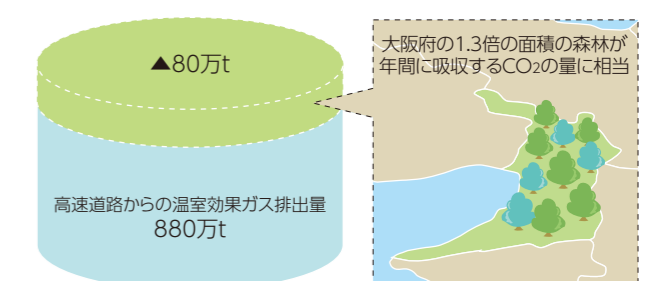 ▲80万t
高速道路からの温室効果ガス排出量
880万t
大阪府の1.3倍の面積の森林が
年間に吸収するCO2の量に相当